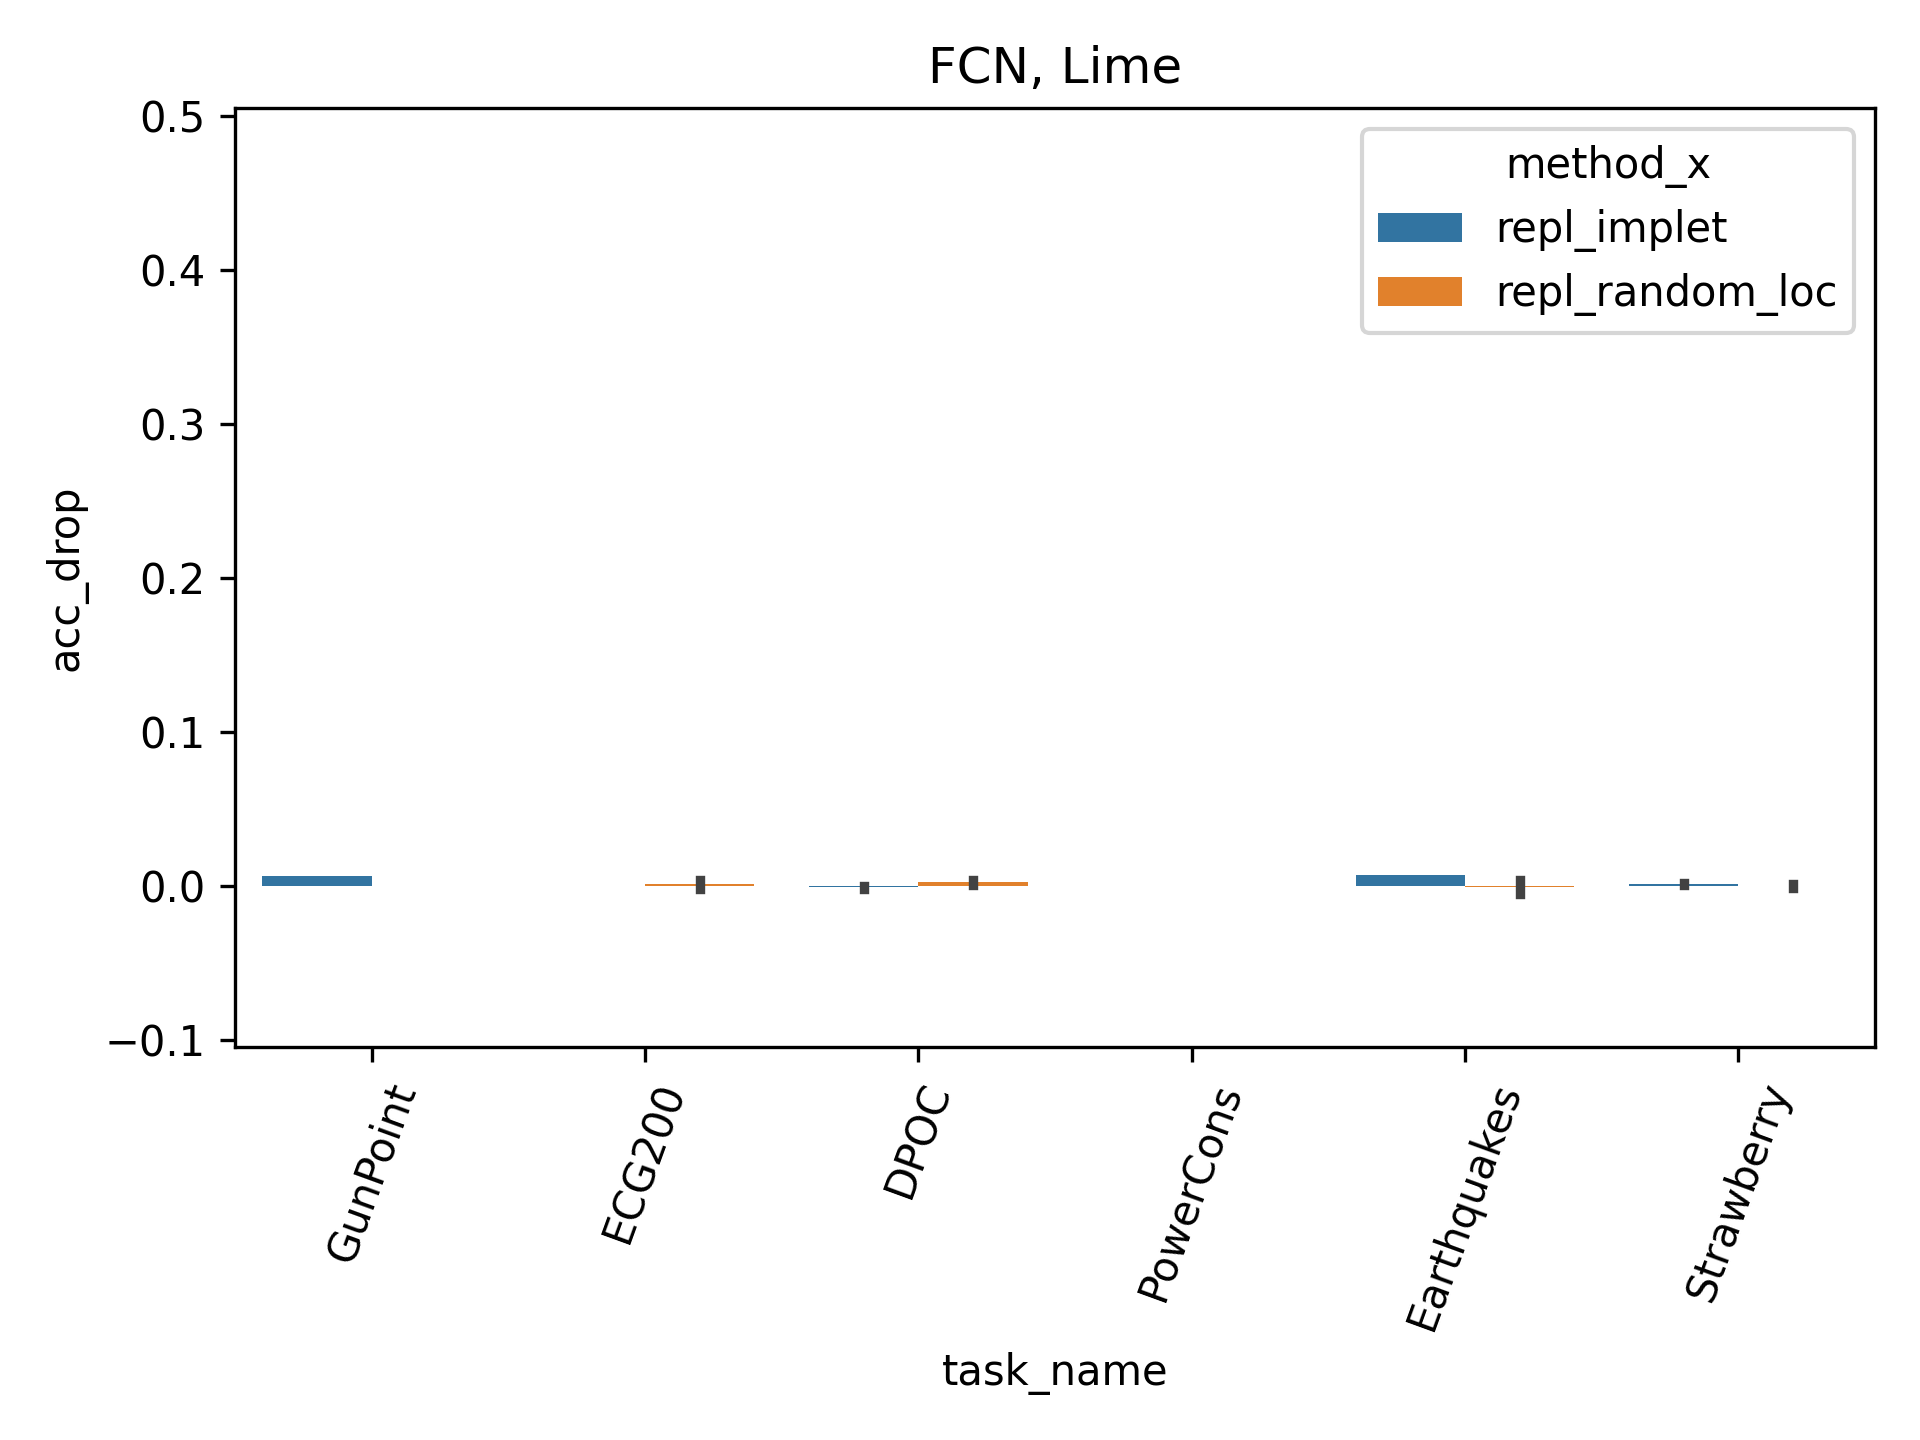 FCN, Lime
method_x
repl_implet
repl_random_loc
0.5
0.4
0.3
0.2
0.1
0.0
−0.1
acc_drop
GunPoint
ECG200
DPOC
PowerCons
Earthquakes
Strawberry
task_name